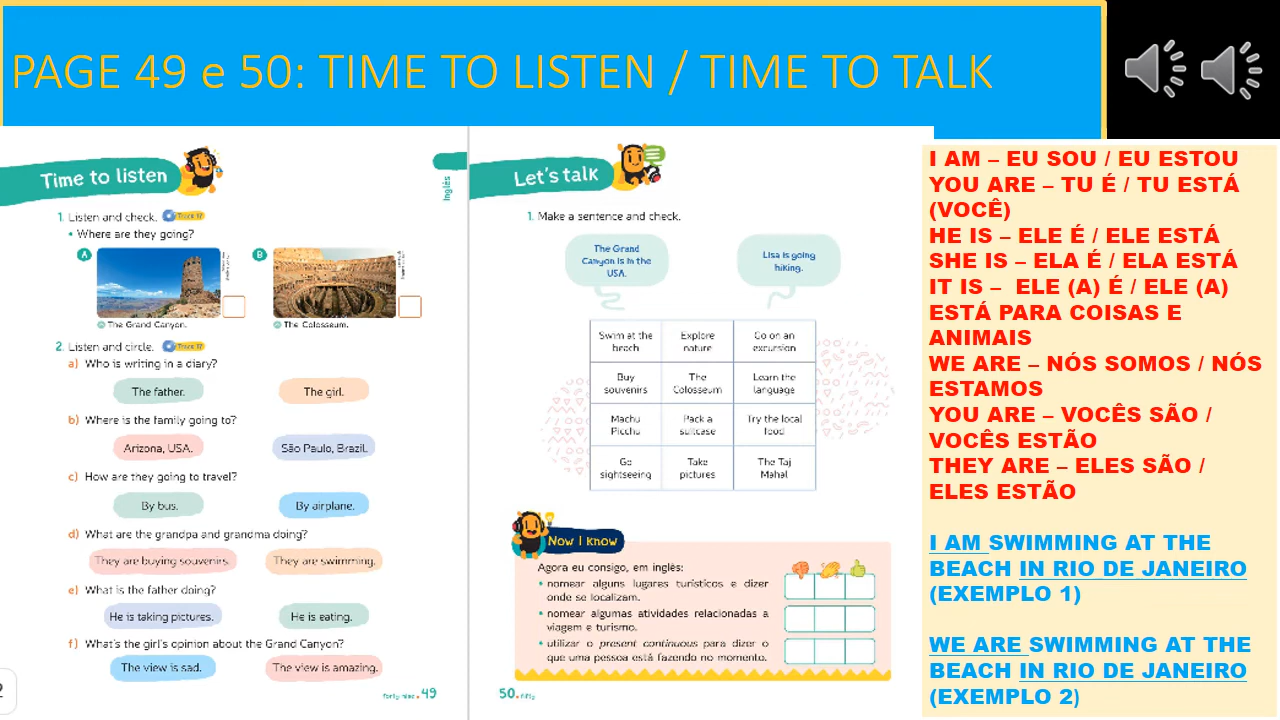 PAGE 49 e 50: TIME TO LISTEN / TIME TO TALK
Time to listen
Inglês
1. Listen and check. Track 17
• Where are they going?
A
B
The Grand Canyon.
The Colosseum.
2. Listen and circle. Track 17
a) Who is writing in a diary?
The father.
The girl.
b) Where is the family going to?
Arizona, USA.
São Paulo, Brazil.
c) How are they going to travel?
By bus.
By airplane.
d) What are the grandpa and grandma doing?
They are buying souvenirs.
They are swimming.
e) What is the father doing?
He is taking pictures.
He is eating.
f) What's the girl's opinion about the Grand Canyon?
The view is sad.
The view is amazing.
2
forty-nine • 49
Let's talk
1. Make a sentence and check.
The Grand
Canyon is in the
USA.
Lisa is going
hiking.
Swim at the
beach
Explore
nature
Go on an
excursion
Buy
souvenirs
The
Colosseum
Learn the
language
Machu
Picchu
Pack a
suitcase
Try the local
food
Go
sightseeing
Take
pictures
The Taj
Mahal
Now I know
Agora eu consigo, em inglês:
• nomear alguns lugares turísticos e dizer
onde se localizam.
• nomear algumas atividades relacionadas a
viagem e turismo.
• utilizar o present continuous para dizer o
que uma pessoa está fazendo no momento.
50 • fifty
I AM – EU SOU / EU ESTOU
YOU ARE – TU É / TU ESTÁ
(VOCÊ)
HE IS – ELE É / ELE ESTÁ
SHE IS – ELA É / ELA ESTÁ
IT IS – ELE (A) É / ELE (A)
ESTÁ PARA COISAS E
ANIMAIS
WE ARE – NÓS SOMOS / NÓS
ESTAMOS
YOU ARE – VOCÊS SÃO /
VOCÊS ESTÃO
THEY ARE – ELES SÃO /
ELES ESTÃO
I AM SWIMMING AT THE
BEACH IN RIO DE JANEIRO
(EXEMPLO 1)
WE ARE SWIMMING AT THE
BEACH IN RIO DE JANEIRO
(EXEMPLO 2)